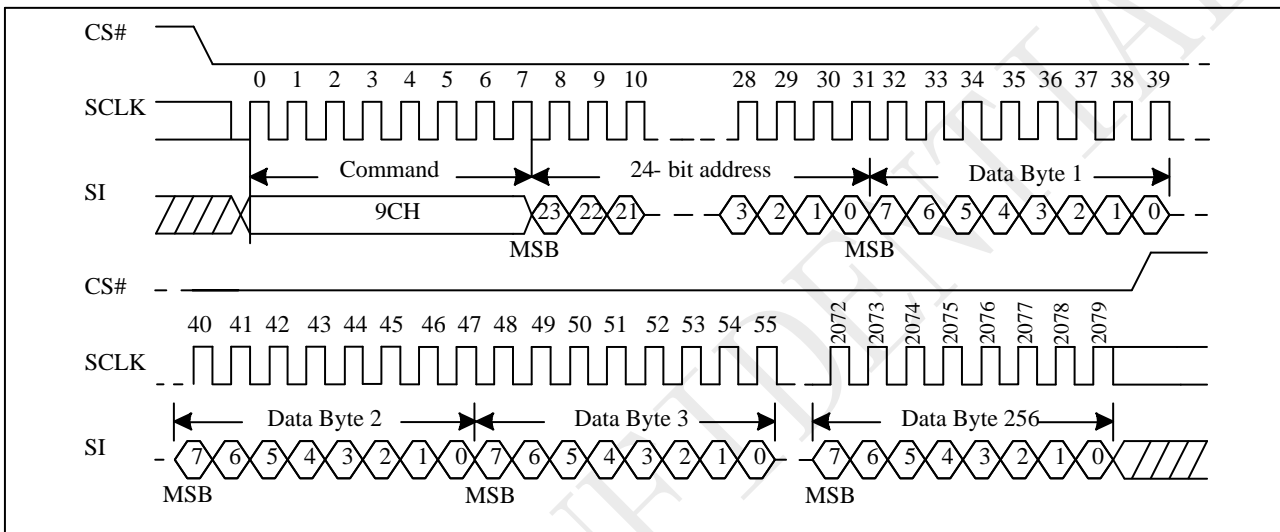 CS#
0 1 2 3 4 5 6 7 8 9 10 28 29 30 31 32 33 34 35 36 37 38 39
SCLK
Command 24- bit address Data Byte 1
SI
9CH 23 22 21 3 2 1 0 7 6 5 4 3 2 1 0
MSB MSB
CS#
40 41 42 43 44 45 46 47 48 49 50 51 52 53 54 55 2072 2073 2074 2075 2076 2077 2078 2079
SCLK
Data Byte 2 Data Byte 3 Data Byte 256
SI
7 6 5 4 3 2 1 0 7 6 5 4 3 2 1 0 7 6 5 4 3 2 1 0
MSB MSB MSB